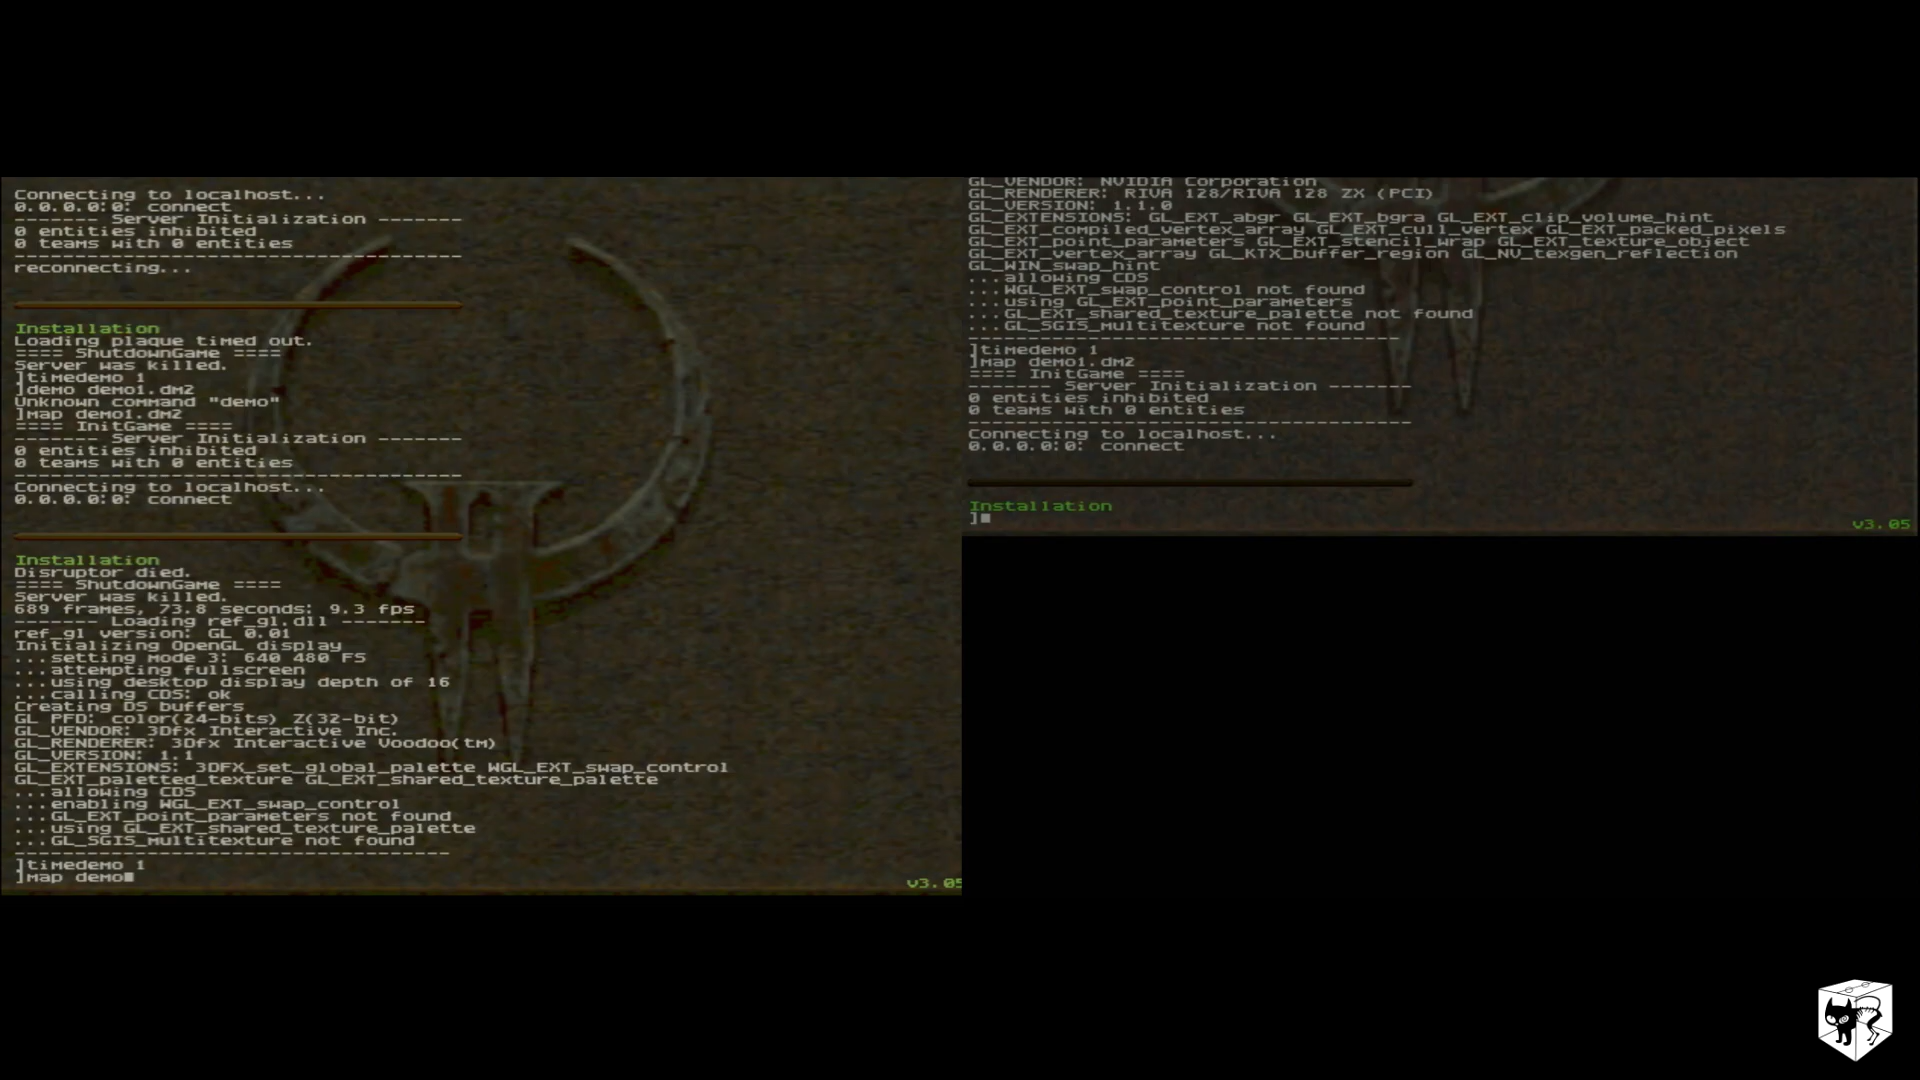 Connecting to localhost...
0.0.0.0:0: connect
------- Server Initialization -------
0 entities inhibited
0 teams with 0 entities
-------------------------------------
reconnecting...
Installation
Loading plaque timed out.
==== ShutdownGame ====
Server was killed.
]timedemo 1
]demo demo1.dm2
Unknown command "demo"
]map demo1.dm2
==== InitGame ====
------- Server Initialization -------
0 entities inhibited
0 teams with 0 entities
-------------------------------------
Connecting to localhost...
0.0.0.0:0: connect
Installation
Disruptor died.
==== ShutdownGame ====
Server was killed.
689 frames, 73.8 seconds: 9.3 fps
------- Loading ref_gl.dll -------
ref_gl version: GL 0.01
Initializing OpenGL display
...setting mode 3: 640 480 FS
...attempting fullscreen
...using desktop display depth of 16
...calling CDS: ok
Creating DS buffers
GL PFD: color(24-bits) Z(32-bit)
GL_VENDOR: 3Dfx Interactive Inc.
GL_RENDERER: 3Dfx Interactive Voodoo(tm)
GL_VERSION: 1.1
GL_EXTENSIONS: 3DFX_set_global_palette WGL_EXT_swap_control
GL_EXT_paletted_texture GL_EXT_shared_texture_palette
...allowing CDS
...enabling WGL_EXT_swap_control
...GL_EXT_point_parameters not found
...using GL_EXT_shared_texture_palette
...GL_SGIS_multitexture not found
------------------------------------
]timedemo 1
]map demo
v3.05
GL_VENDOR: NVIDIA Corporation
GL_RENDERER: RIVA 128/RIVA 128 ZX (PCI)
GL_VERSION: 1.1.0
GL_EXTENSIONS: GL_EXT_abgr GL_EXT_bgra GL_EXT_clip_volume_hint
GL_EXT_compiled_vertex_array GL_EXT_cull_vertex GL_EXT_packed_pixels
GL_EXT_point_parameters GL_EXT_stencil_wrap GL_EXT_texture_object
GL_EXT_vertex_array GL_KTX_buffer_region GL_NV_texgen_reflection
GL_WIN_swap_hint
...allowing CDS
...WGL_EXT_swap_control not found
...using GL_EXT_point_parameters
...GL_EXT_shared_texture_palette not found
...GL_SGIS_multitexture not found
------------------------------------
]timedemo 1
]map demo1.dm2
==== InitGame ====
------- Server Initialization -------
0 entities inhibited
0 teams with 0 entities
-------------------------------------
Connecting to localhost...
0.0.0.0:0: connect
Installation
]
v3.05